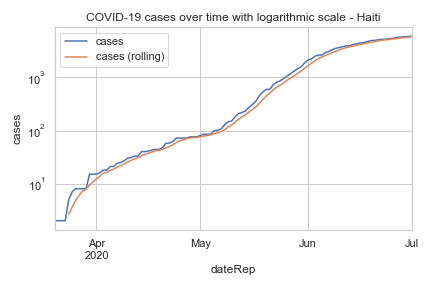 COVID-19 cases over time with logarithmic scale - Haiti
cases
cases (rolling)
10³
10²
10¹
cases
Apr
2020
May
Jun
Jul
dateRep